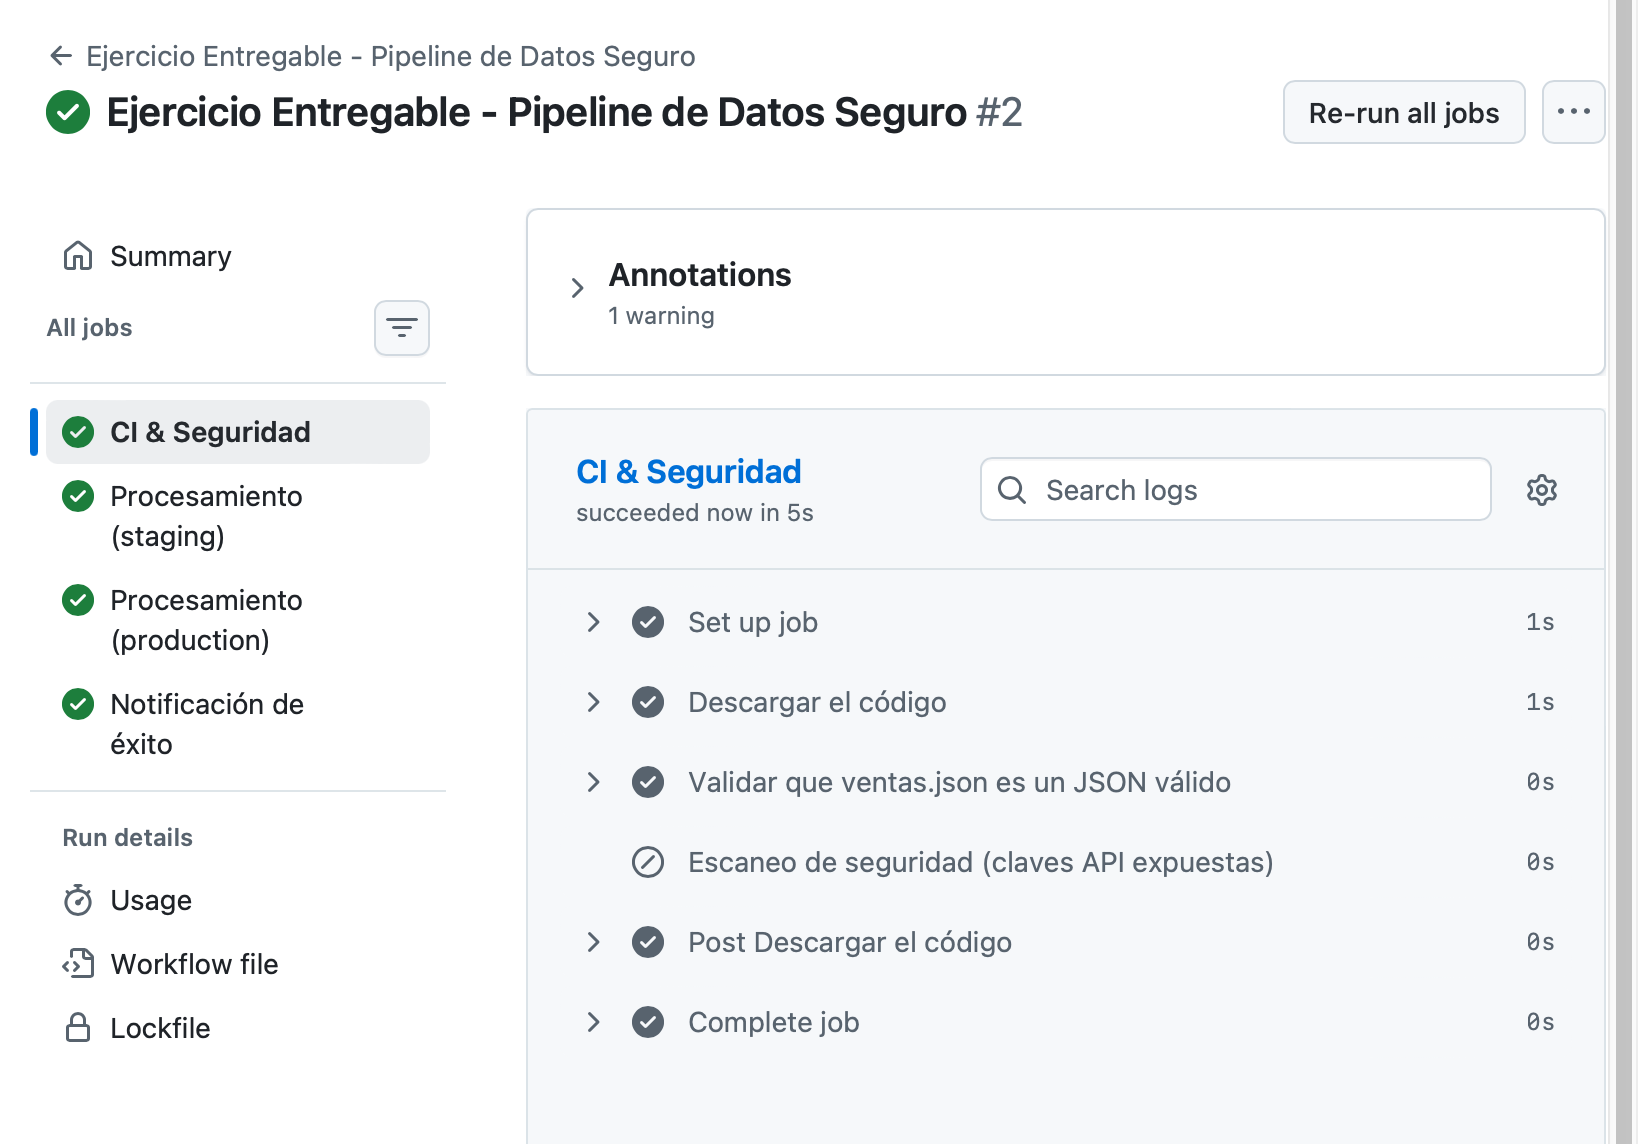 Ejercicio Entregable - Pipeline de Datos Seguro
Ejercicio Entregable - Pipeline de Datos Seguro #2
Re-run all jobs
Summary
All jobs
CI & Seguridad
Procesamiento
(staging)
Procesamiento
(production)
Notificación de
éxito
Run details
Usage
Workflow file
Lockfile
Annotations
1 warning
CI & Seguridad
succeeded now in 5s
Search logs
Set up job 1s
Descargar el código 1s
Validar que ventas.json es un JSON válido 0s
Escaneo de seguridad (claves API expuestas) 0s
Post Descargar el código 0s
Complete job 0s